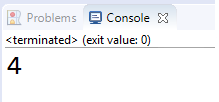 Problems Console
<terminated> (exit value: 0)
4